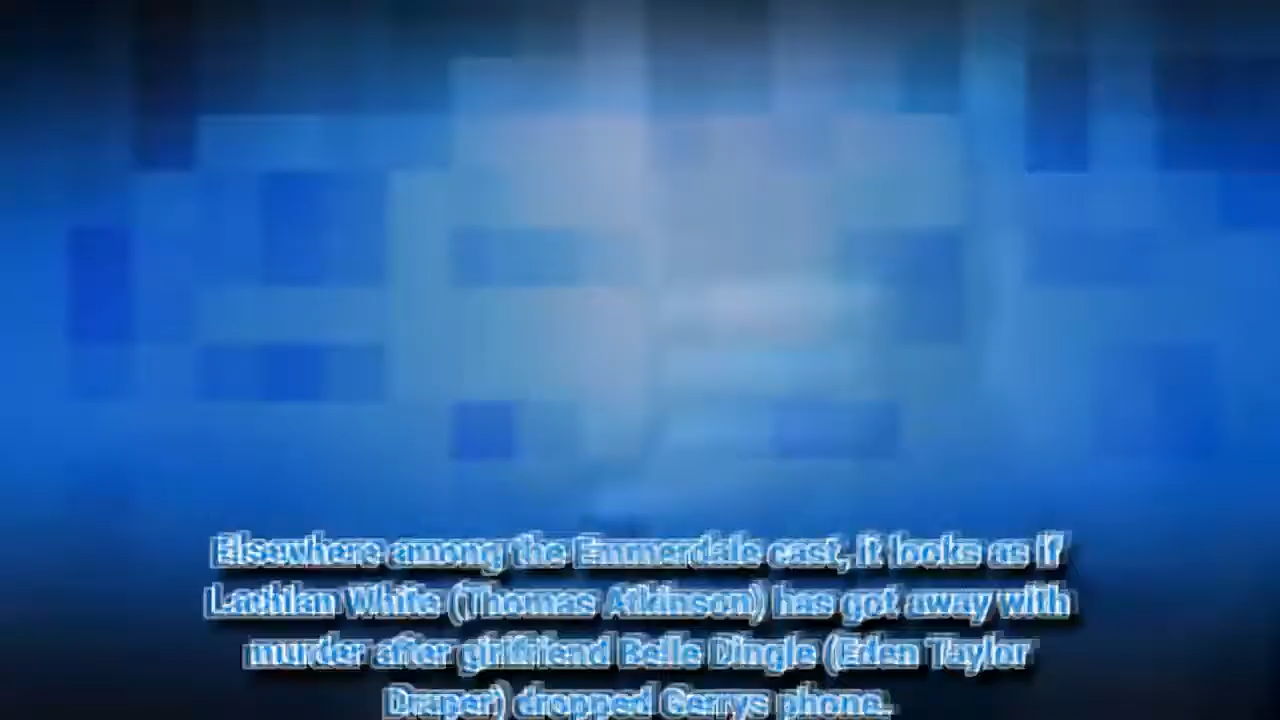 Elsewhere among the Emmerdale cast, it looks as if
Lachlan White (Thomas Atkinson) has got away with
murder after girlfriend Belle Dingle (Eden Taylor
Draper) dropped Gerrys phone.